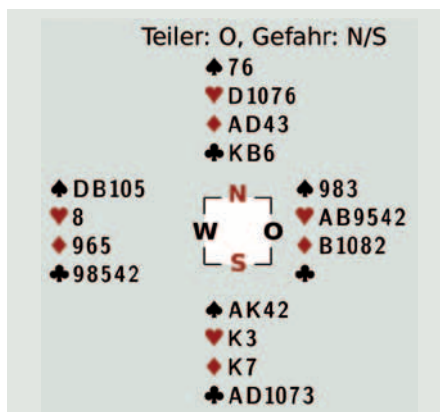 Teiler: O, Gefahr: N/S
♠ 76
♥ D1076
♦ AD43
♣ KB6
♠ DB105
♥ 8
♦ 965
♣ 98542
N
W O
S
♠ 983
♥ AB9542
♦ B1082
♣
♠ AK42
♥ K3
♦ K7
♣ AD1073